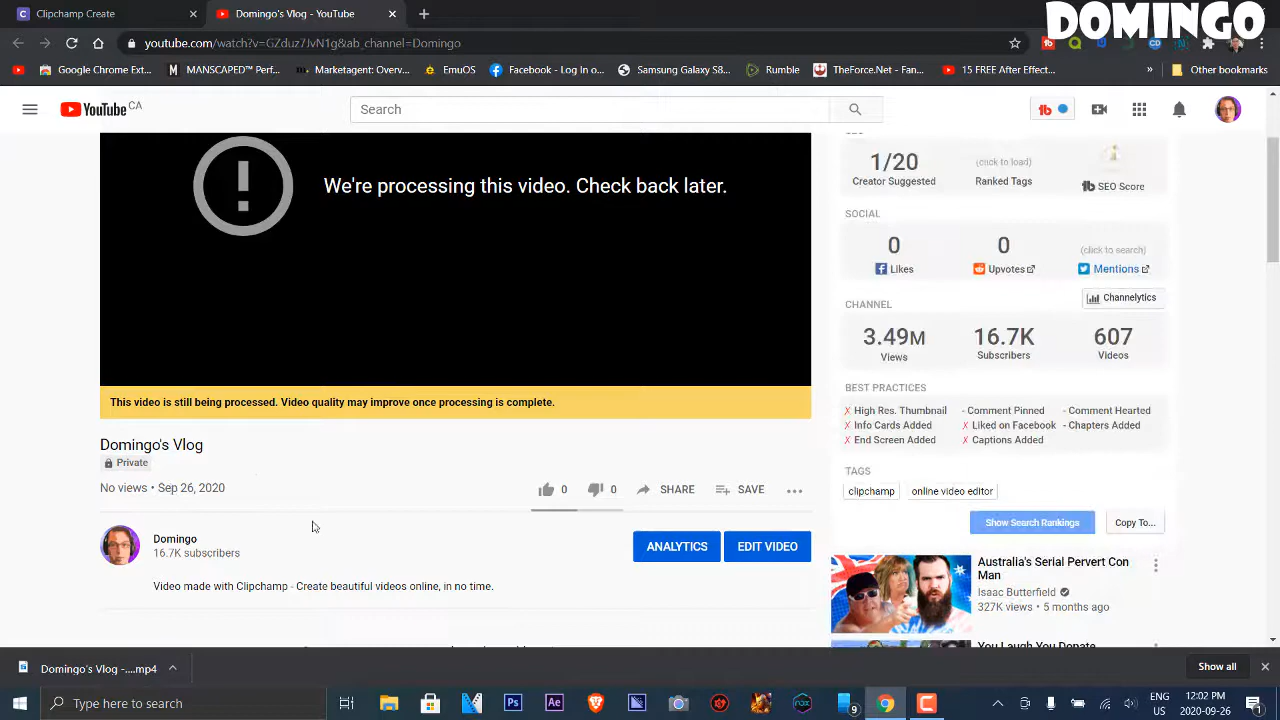 Clipchamp Create
Domingo's Vlog - YouTube
DOMINGO
youtube.com/watch?v=GZduz7JvN1g&ab_channel=Domingo
Google Chrome Ext...
MANSCAPED™ Perf...
Marketagent: Overv...
EmuOS
Facebook - Log In o...
Samsung Galaxy S8...
Rumble
TheForce.Net - Fan...
15 FREE After Effect...
»
Other bookmarks
YouTube CA
Search
We're processing this video. Check back later.
This video is still being processed. Video quality may improve once processing is complete.
Domingo's Vlog
Private
No views • Sep 26, 2020
0
0
SHARE
SAVE
Domingo
16.7K subscribers
ANALYTICS
EDIT VIDEO
Video made with Clipchamp - Create beautiful videos online, in no time.
1/20
Creator Suggested
(click to load)
Ranked Tags
SEO Score
SOCIAL
0
Likes
0
Upvotes
(click to search)
Mentions
CHANNEL
Channelytics
3.49M
Views
16.7K
Subscribers
607
Videos
BEST PRACTICES
X High Res. Thumbnail
- Comment Pinned
- Comment Hearted
X Info Cards Added
X Liked on Facebook
- Chapters Added
X End Screen Added
X Captions Added
TAGS
clipchamp
online video editor
Show Search Rankings
Copy To...
Australia's Serial Pervert Con
Man
Isaac Butterfield
327K views • 5 months ago
Domingo's Vlog -....mp4
Show all
Type here to search
Ps
Ae
9
ENG
US
12:02 PM
2020-09-26